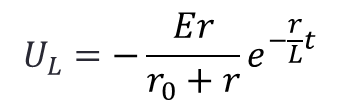 U_L = -\frac{Er}{r_0 + r} e^{-\frac{r}{L}t}